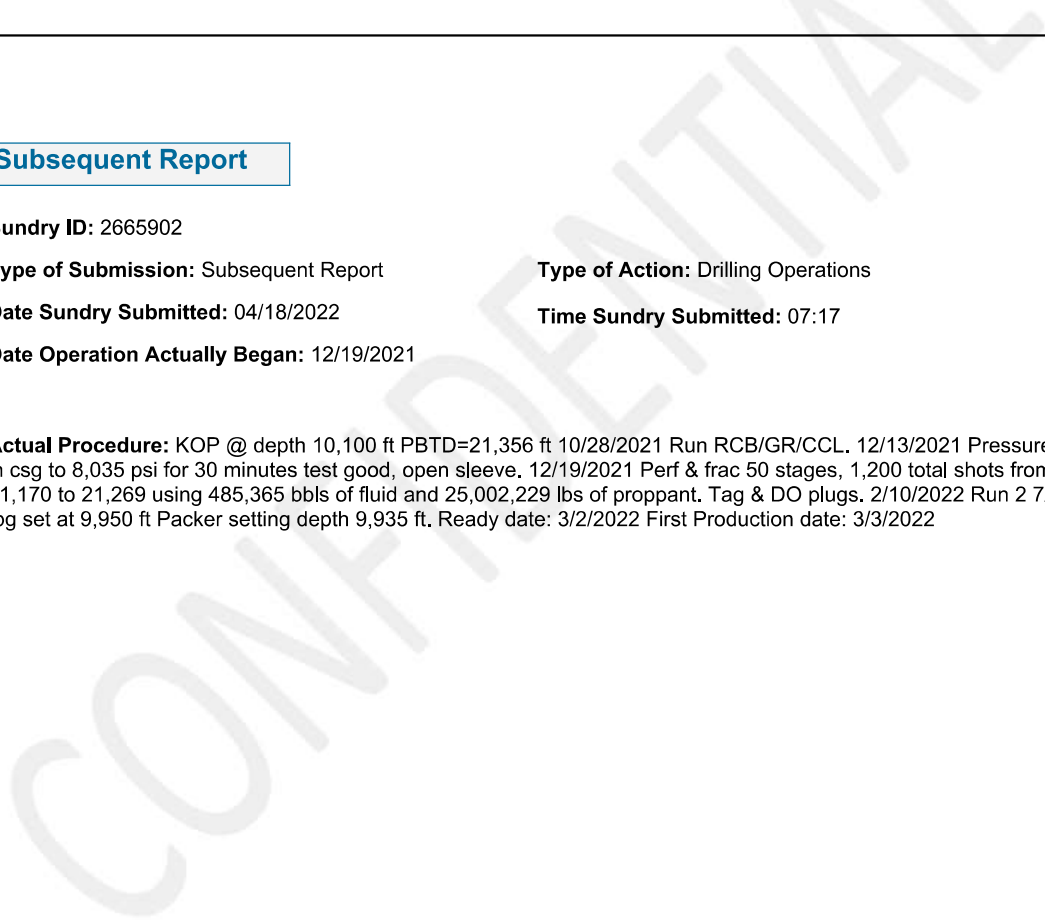 Subsequent Report
undry ID: 2665902
ype of Submission: Subsequent Report
Type of Action: Drilling Operations
ate Sundry Submitted: 04/18/2022
Time Sundry Submitted: 07:17
ate Operation Actually Began: 12/19/2021
Actual Procedure: KOP @ depth 10,100 ft PBTD=21,356 ft 10/28/2021 Run RCB/GR/CCL. 12/13/2021 Pressure
csg to 8,035 psi for 30 minutes test good, open sleeve. 12/19/2021 Perf & frac 50 stages, 1,200 total shots from
1,170 to 21,269 using 485,365 bbls of fluid and 25,002,229 lbs of proppant. Tag & DO plugs. 2/10/2022 Run 2 7
set at 9,950 ft Packer setting depth 9,935 ft. Ready date: 3/2/2022 First Production date: 3/3/2022
CONFIDENTIAL